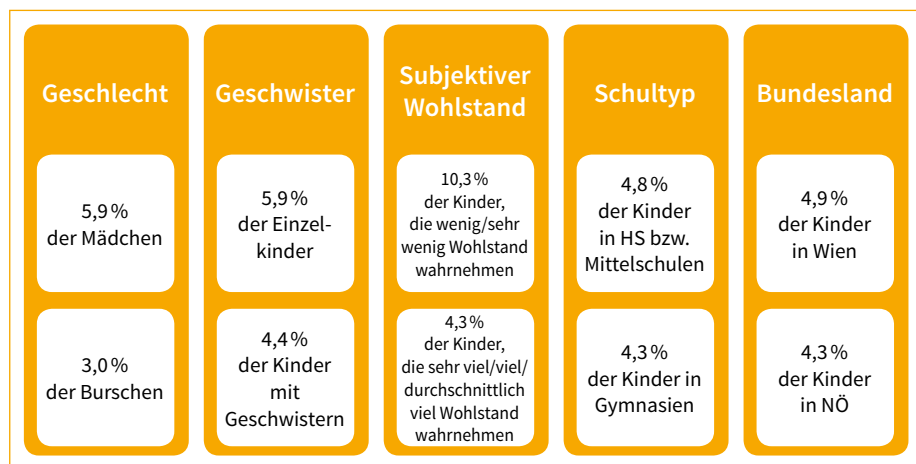 Geschlecht
5,9 %
der Mädchen
3,0 %
der Burschen
Geschwister
5,9 %
der Einzel-
kinder
4,4 %
der Kinder
mit
Geschwistern
Subjektiver
Wohlstand
10,3 %
der Kinder,
die wenig/sehr
wenig Wohlstand
wahrnehmen
4,3 %
der Kinder,
die sehr viel/viel/
durchschnittlich
viel Wohlstand
wahrnehmen
Schultyp
4,8 %
der Kinder
in HS bzw.
Mittelschulen
4,3 %
der Kinder in
Gymnasien
Bundesland
4,9 %
der Kinder
in Wien
4,3 %
der Kinder
in NÖ